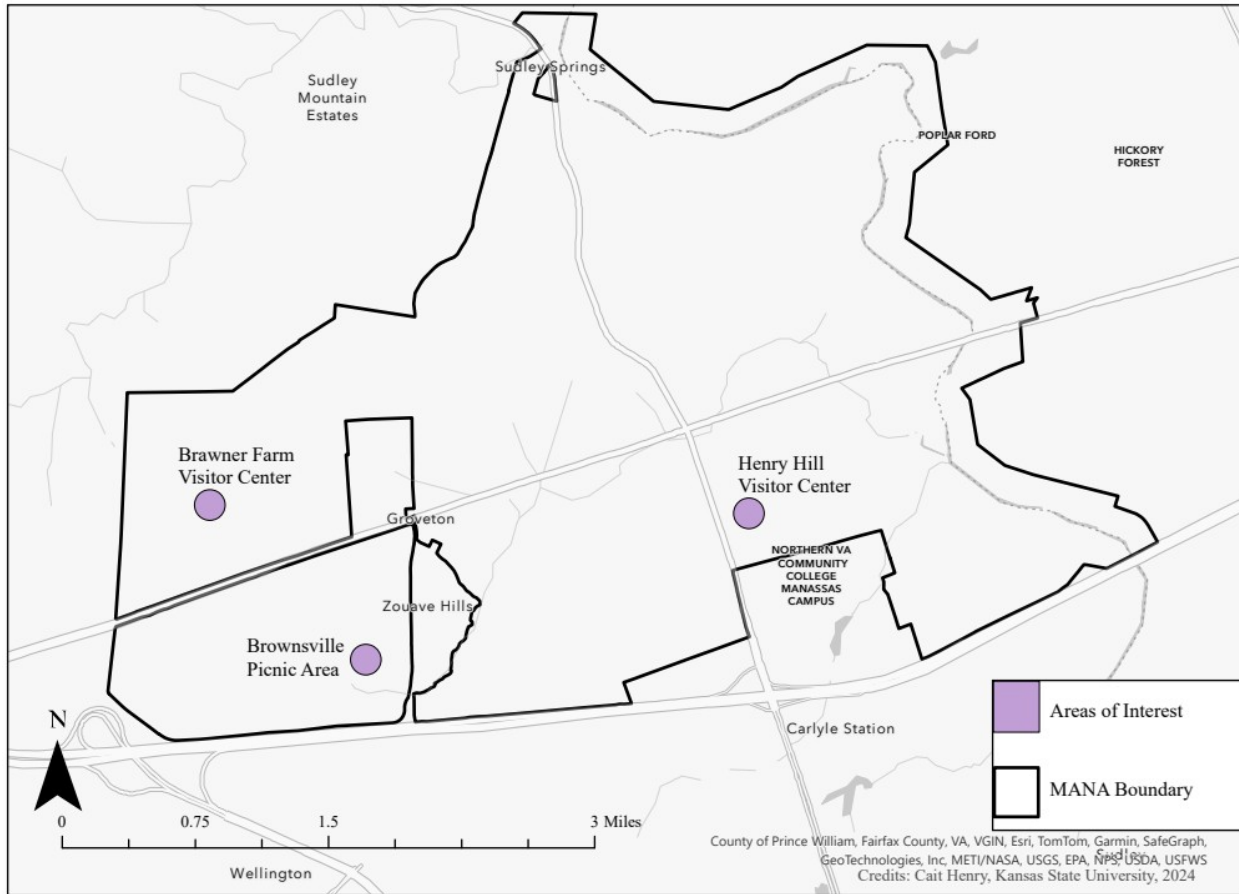 Sudley Springs
Sudley
Mountain
Estates
POPLAR FORD
HICKORY
FOREST
Brawner Farm
Visitor Center
Henry Hill
Visitor Center
Groveton
NORTHERN VA
COMMUNITY
COLLEGE
MANASSAS
CAMPUS
Zouave Hills
Brownsville
Picnic Area
N
Carlyle Station
Areas of Interest
MANA Boundary
0 0.75 1.5 3 Miles
Wellington
County of Prince William, Fairfax County, VA, VGIN, Esri, TomTom, Garmin, SafeGraph,
Sudley
GeoTechnologies, Inc, METI/NASA, USGS, EPA, NPS, USDA, USFWS
Credits: Cait Henry, Kansas State University, 2024